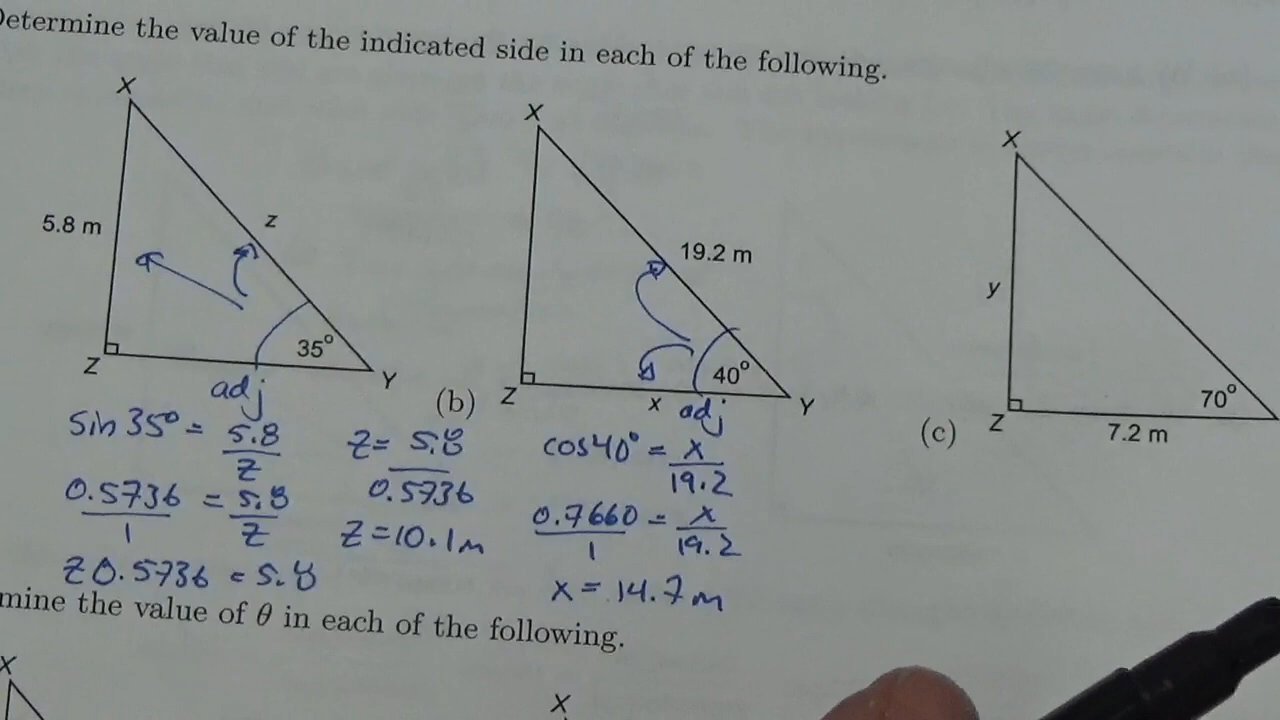 Determine the value of the indicated side in each of the following.
X
5.8 m
z
35°
Z
Y
adj
sin 35° = 5.8/z
0.5736/1 = 5.8/z
z 0.5736 = 5.8
z = 5.8/0.5736
z = 10.1 m
(b)
X
19.2 m
40°
Z
x
adj
Y
cos 40° = x/19.2
0.7660/1 = x/19.2
x = 14.7 m
(c)
X
y
70°
Z
7.2 m
mine the value of θ in each of the following.
X
X